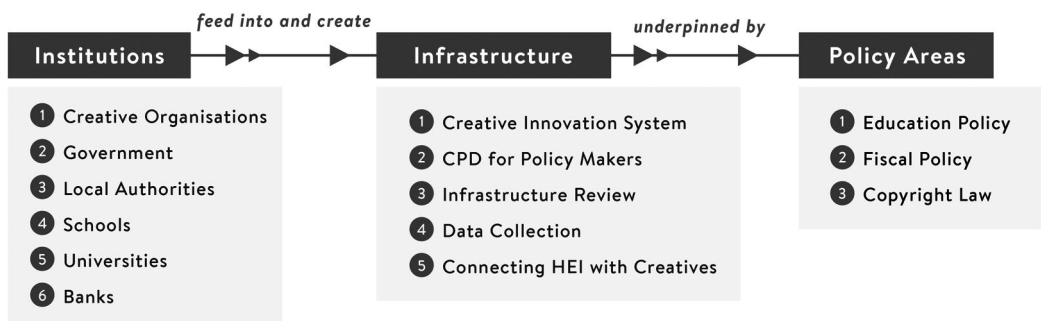 feed into and create
underpinned by
Institutions
Infrastructure
Policy Areas
1 Creative Organisations
2 Government
3 Local Authorities
4 Schools
5 Universities
6 Banks
1 Creative Innovation System
2 CPD for Policy Makers
3 Infrastructure Review
4 Data Collection
5 Connecting HEI with Creatives
1 Education Policy
2 Fiscal Policy
3 Copyright Law